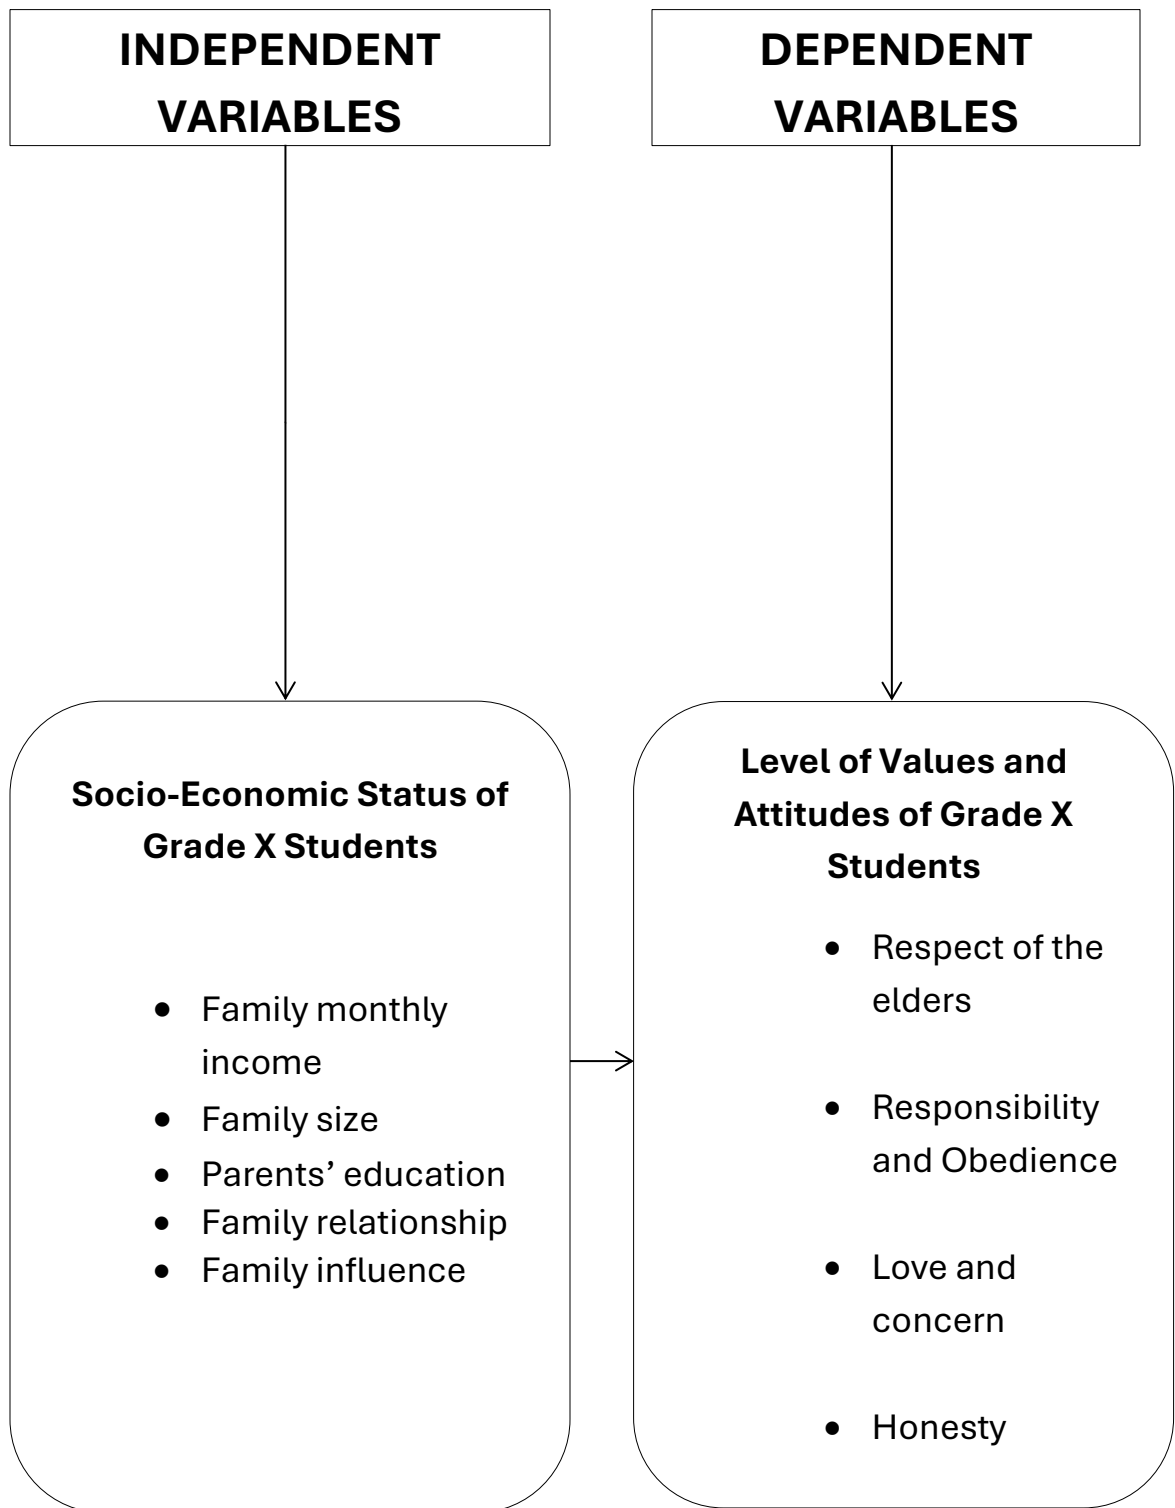 INDEPENDENT
VARIABLES
DEPENDENT
VARIABLES
Socio-Economic Status of
Grade X Students
• Family monthly
income
• Family size
• Parents’ education
• Family relationship
• Family influence
Level of Values and
Attitudes of Grade X
Students
• Respect of the
elders
• Responsibility
and Obedience
• Love and
concern
• Honesty